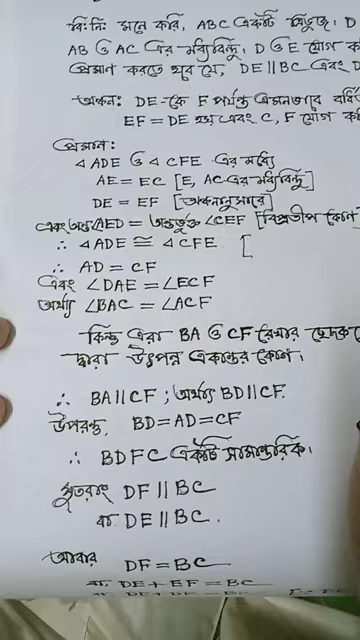 বি: নি: মনে করি, ABC একটি ত্রিভুজ। D
AB ও AC এর মধ্যবিন্দু। D ও E যোগ
প্রমাণ করতে হবে যে, DE || BC এবং
অঙ্কন: DE-কে F পর্যন্ত এমনভাবে
EF = DE হয় এবং C, F যোগ
প্রমাণ:
△ ADE ও △ CFE এর মধ্যে
AE = EC [E, AC এর মধ্যবিন্দু]
DE = EF [অঙ্কনানুসারে]
এবং অন্তর্ভুক্ত ∠AED = অন্তর্ভুক্ত ∠CEF [বিপ্রতীপ কোণ
∴ △ ADE ≅ △ CFE [
∴ AD = CF
এবং ∠DAE = ∠ECF
অর্থাৎ ∠BAC = ∠ACF
কিন্তু এরা BA ও CF রেখার
দ্বারা উৎপন্ন একান্তর কোণ।
∴ BA || CF ; অর্থাৎ BD || CF.
উপরন্তু, BD = AD = CF
∴ BDFC একটি সামান্তরিক।
সুতরাং DF || BC
বা DE || BC.
আবার DF = BC
বা, DE + EF = BC